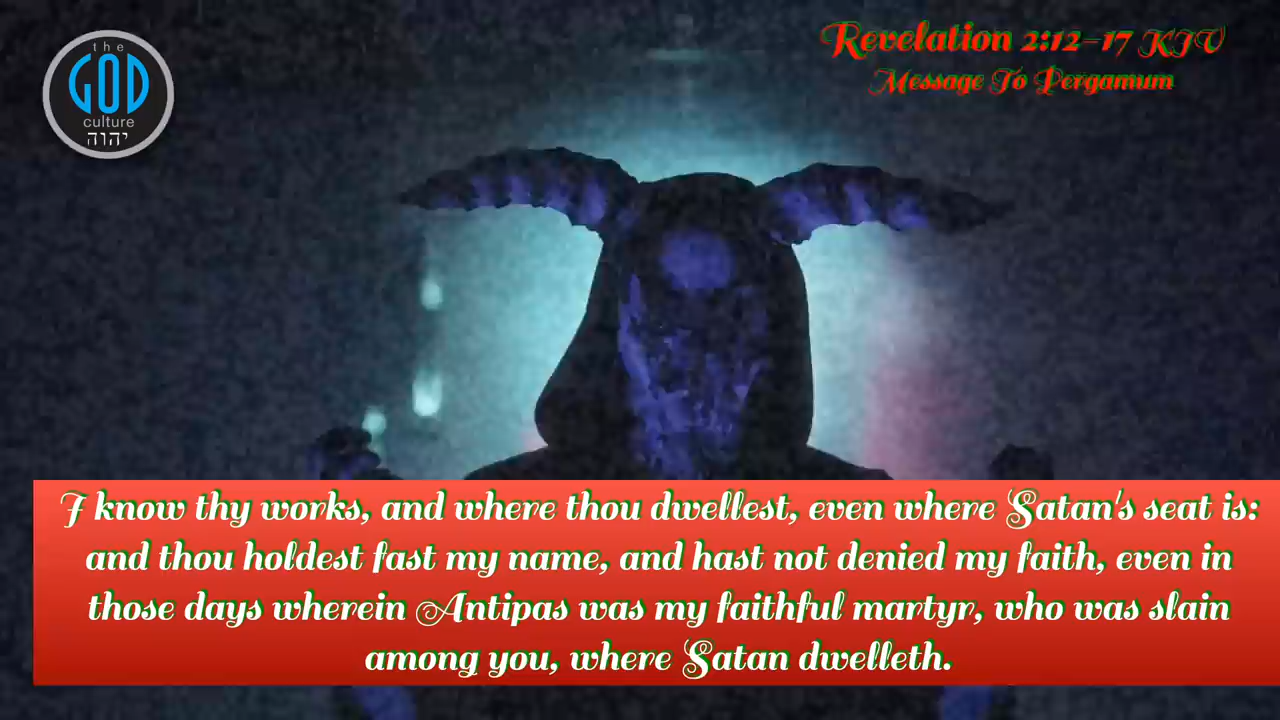 the
GOD
culture
יהוה
Revelation 2:12–17 KJV
Message To Pergamum
I know thy works, and where thou dwellest, even where Satan's seat is:
and thou holdest fast my name, and hast not denied my faith, even in
those days wherein Antipas was my faithful martyr, who was slain
among you, where Satan dwelleth.